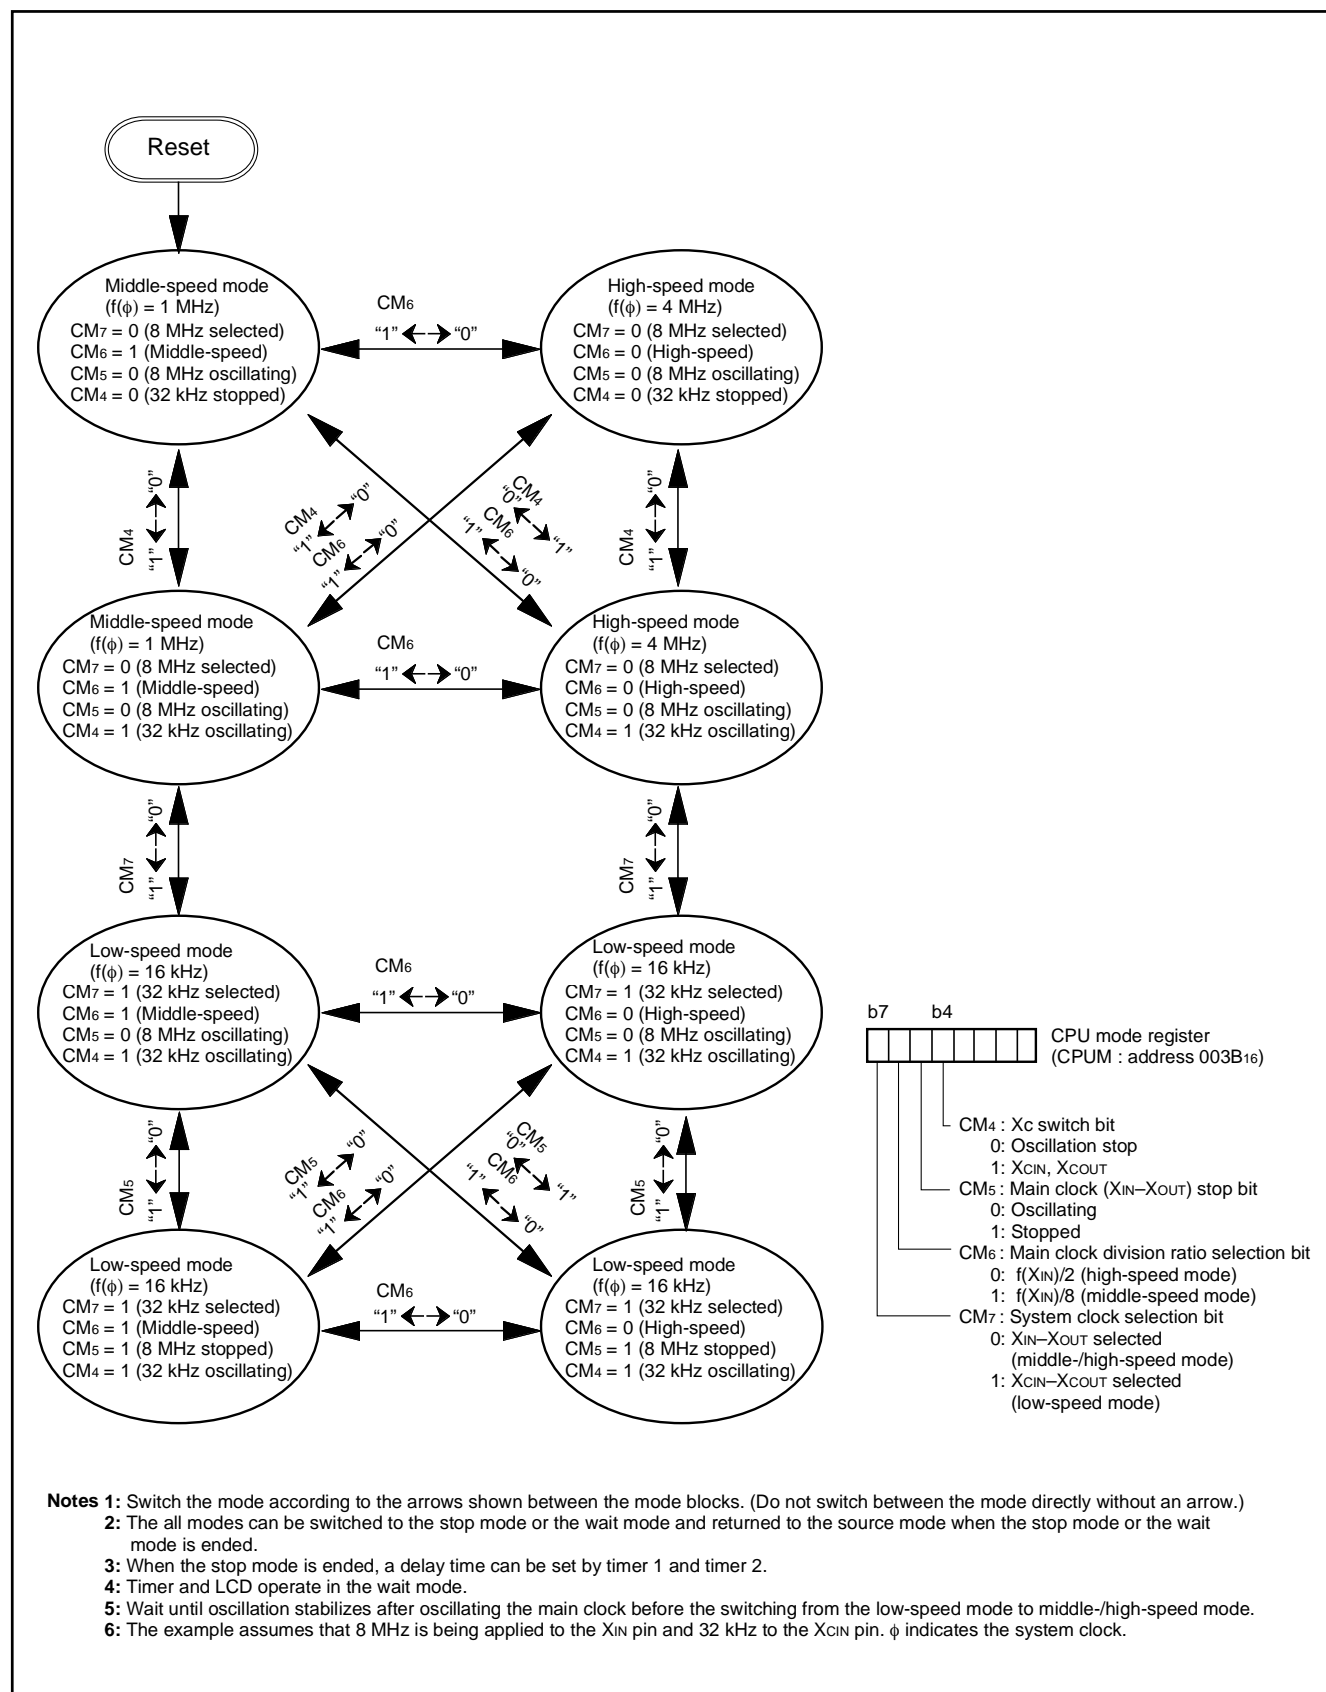 Reset
Middle-speed mode
(f(ϕ) = 1 MHz)
CM7 = 0 (8 MHz selected)
CM6 = 1 (Middle-speed)
CM5 = 0 (8 MHz oscillating)
CM4 = 0 (32 kHz stopped)
CM6
“1” “0”
High-speed mode
(f(ϕ) = 4 MHz)
CM7 = 0 (8 MHz selected)
CM6 = 0 (High-speed)
CM5 = 0 (8 MHz oscillating)
CM4 = 0 (32 kHz stopped)
CM4
“1” “0”
CM4
“1” “0”
CM6
“1” “0”
CM4
“0” “1”
CM6
“1” “0”
CM4
“1” “0”
Middle-speed mode
(f(ϕ) = 1 MHz)
CM7 = 0 (8 MHz selected)
CM6 = 1 (Middle-speed)
CM5 = 0 (8 MHz oscillating)
CM4 = 1 (32 kHz oscillating)
CM6
“1” “0”
High-speed mode
(f(ϕ) = 4 MHz)
CM7 = 0 (8 MHz selected)
CM6 = 0 (High-speed)
CM5 = 0 (8 MHz oscillating)
CM4 = 1 (32 kHz oscillating)
CM7
“1” “0”
CM7
“1” “0”
Low-speed mode
(f(ϕ) = 16 kHz)
CM7 = 1 (32 kHz selected)
CM6 = 1 (Middle-speed)
CM5 = 0 (8 MHz oscillating)
CM4 = 1 (32 kHz oscillating)
CM6
“1” “0”
Low-speed mode
(f(ϕ) = 16 kHz)
CM7 = 1 (32 kHz selected)
CM6 = 0 (High-speed)
CM5 = 0 (8 MHz oscillating)
CM4 = 1 (32 kHz oscillating)
CM5
“1” “0”
CM5
“1” “0”
CM6
“1” “0”
CM5
“0” “1”
CM6
“1” “0”
CM5
“1” “0”
Low-speed mode
(f(ϕ) = 16 kHz)
CM7 = 1 (32 kHz selected)
CM6 = 1 (Middle-speed)
CM5 = 1 (8 MHz stopped)
CM4 = 1 (32 kHz oscillating)
CM6
“1” “0”
Low-speed mode
(f(ϕ) = 16 kHz)
CM7 = 1 (32 kHz selected)
CM6 = 0 (High-speed)
CM5 = 1 (8 MHz stopped)
CM4 = 1 (32 kHz oscillating)
b7 b4
CPU mode register
(CPUM : address 003B16)
CM4 : Xc switch bit
0: Oscillation stop
1: XCIN, XCOUT
CM5 : Main clock (XIN–XOUT) stop bit
0: Oscillating
1: Stopped
CM6 : Main clock division ratio selection bit
0: f(XIN)/2 (high-speed mode)
1: f(XIN)/8 (middle-speed mode)
CM7 : System clock selection bit
0: XIN–XOUT selected
(middle-/high-speed mode)
1: XCIN–XCOUT selected
(low-speed mode)
Notes 1: Switch the mode according to the arrows shown between the mode blocks. (Do not switch between the mode directly without an arrow.)
2: The all modes can be switched to the stop mode or the wait mode and returned to the source mode when the stop mode or the wait
mode is ended.
3: When the stop mode is ended, a delay time can be set by timer 1 and timer 2.
4: Timer and LCD operate in the wait mode.
5: Wait until oscillation stabilizes after oscillating the main clock before the switching from the low-speed mode to middle-/high-speed mode.
6: The example assumes that 8 MHz is being applied to the XIN pin and 32 kHz to the XCIN pin. ϕ indicates the system clock.